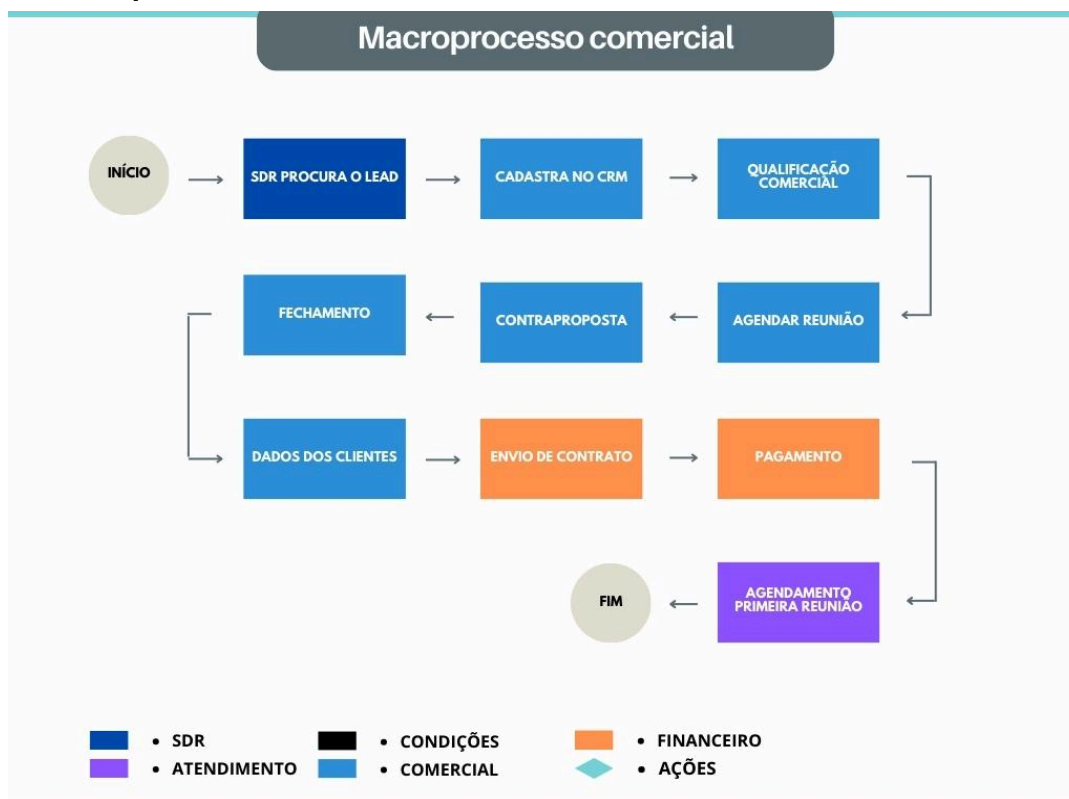 Macroprocesso comercial
INÍCIO
SDR PROCURA O LEAD
CADASTRA NO CRM
QUALIFICAÇÃO
COMERCIAL
FECHAMENTO
CONTRAPROPOSTA
AGENDAR REUNIÃO
DADOS DOS CLIENTES
ENVIO DE CONTRATO
PAGAMENTO
FIM
AGENDAMENTO
PRIMEIRA REUNIÃO
• SDR
• CONDIÇÕES
• FINANCEIRO
• ATENDIMENTO
• COMERCIAL
• AÇÕES